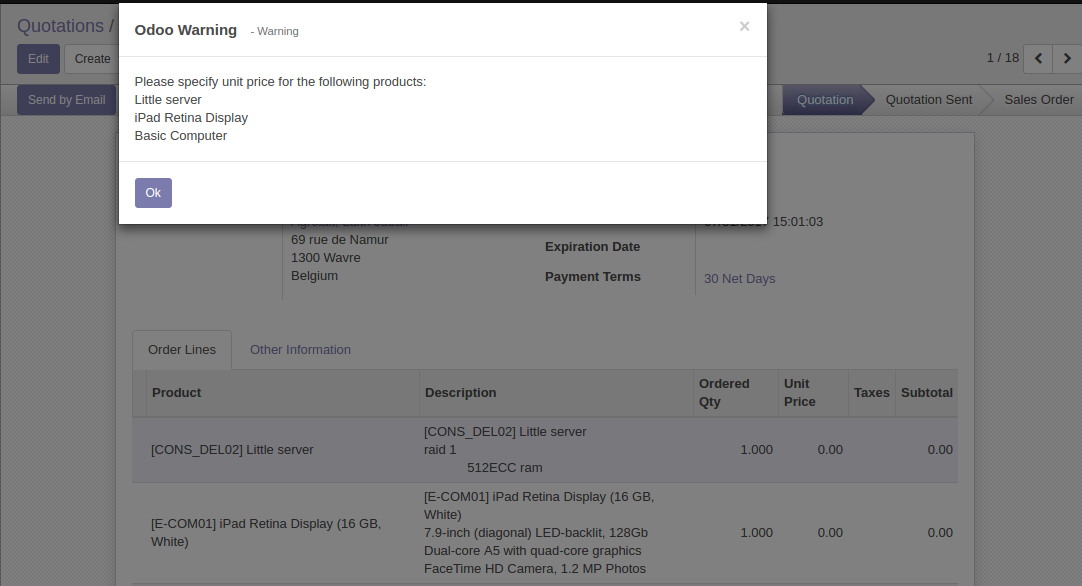 Quotations /
Odoo Warning - Warning ×
Edit Create
1 / 18
Please specify unit price for the following products:
Little server
iPad Retina Display
Basic Computer
Send by Email
Quotation Quotation Sent Sales Order
Ok
15:01:03
69 rue de Namur
Expiration Date
1300 Wavre
Belgium
Payment Terms 30 Net Days
Order Lines Other Information
Product Description Ordered Qty Unit Price Taxes Subtotal
[CONS_DEL02] Little server
[CONS_DEL02] Little server
raid 1
512ECC ram
1.000 0.00 0.00
[E-COM01] iPad Retina Display (16 GB,
White)
[E-COM01] iPad Retina Display (16 GB,
White)
7.9-inch (diagonal) LED-backlit, 128Gb
Dual-core A5 with quad-core graphics
FaceTime HD Camera, 1.2 MP Photos
1.000 0.00 0.00